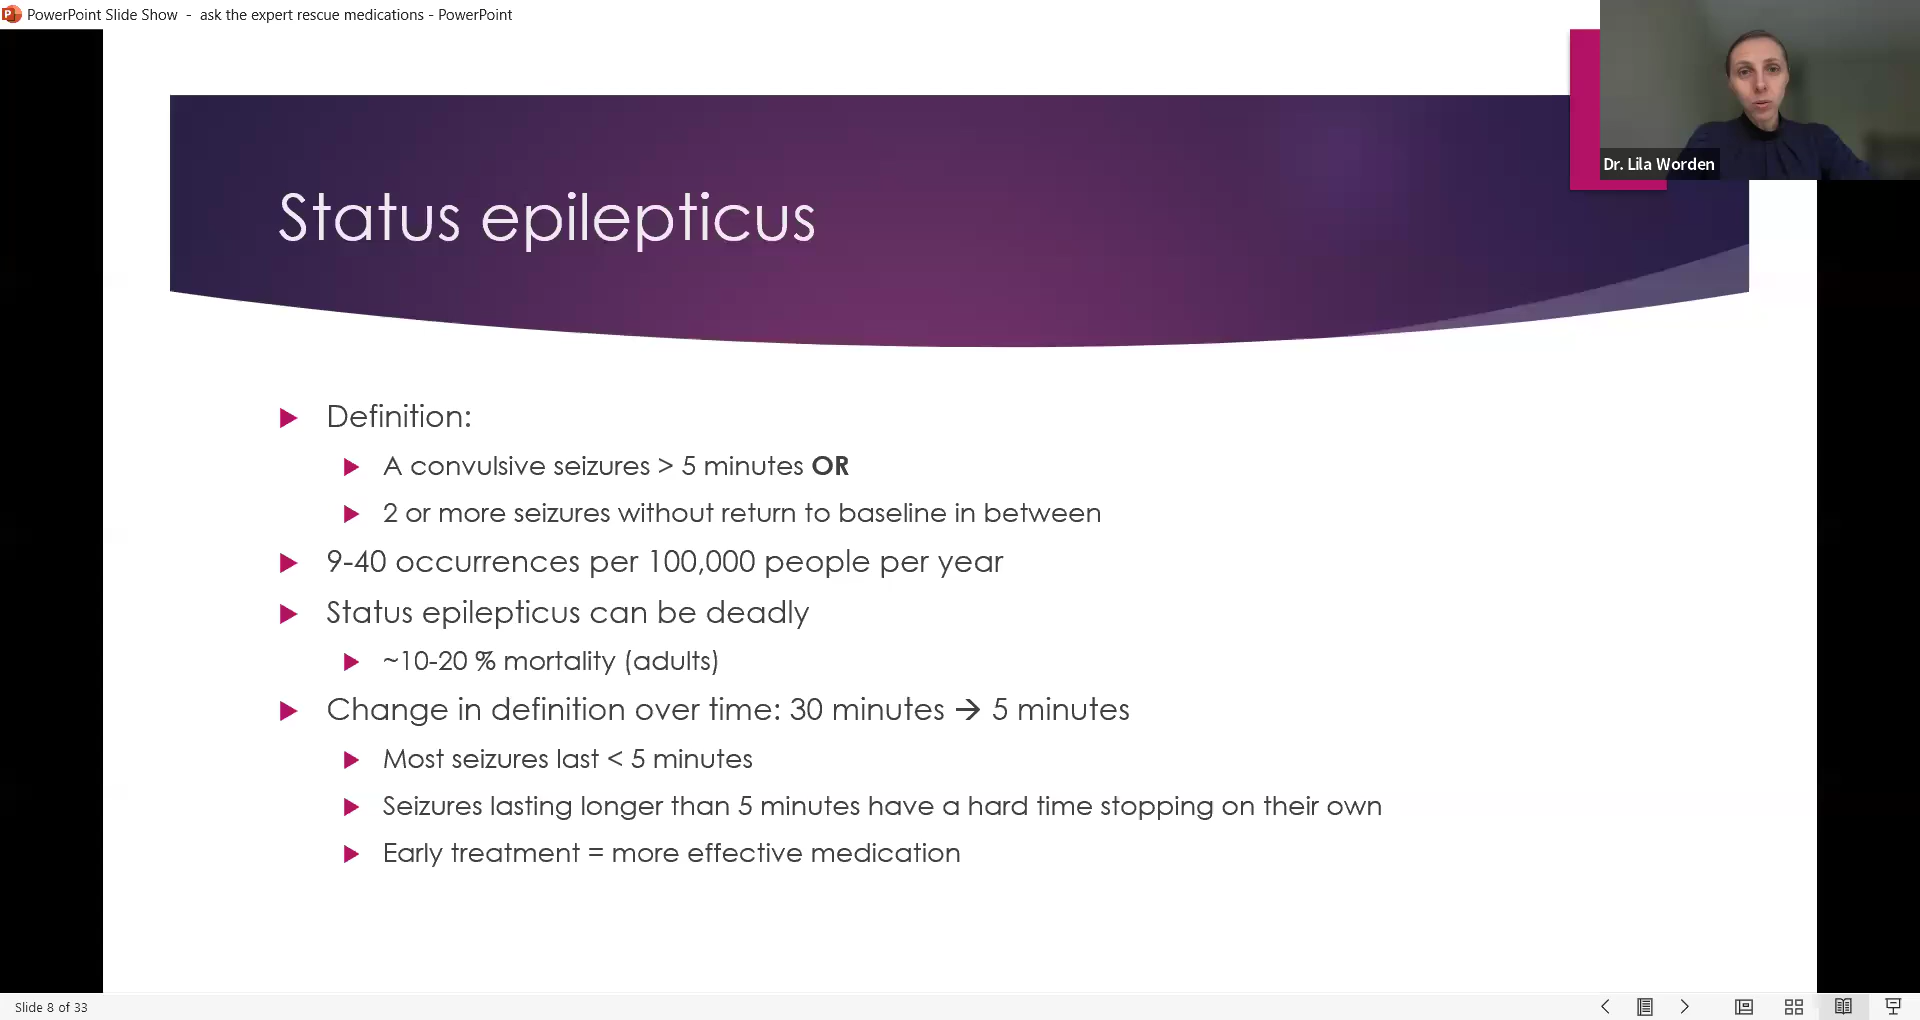 PowerPoint Slide Show - ask the expert rescue medications - PowerPoint
Dr. Lila Worden
Status epilepticus
Definition:
A convulsive seizures > 5 minutes OR
2 or more seizures without return to baseline in between
9-40 occurrences per 100,000 people per year
Status epilepticus can be deadly
~10-20 % mortality (adults)
Change in definition over time: 30 minutes → 5 minutes
Most seizures last < 5 minutes
Seizures lasting longer than 5 minutes have a hard time stopping on their own
Early treatment = more effective medication
Slide 8 of 33